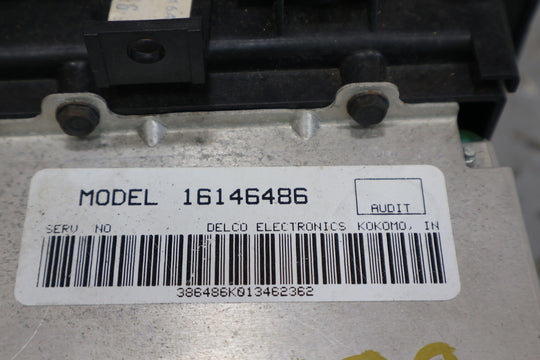 MODEL 16146486
AUDIT
SERV NO DELCO ELECTRONICS KOKOMO, IN
386486K013462362